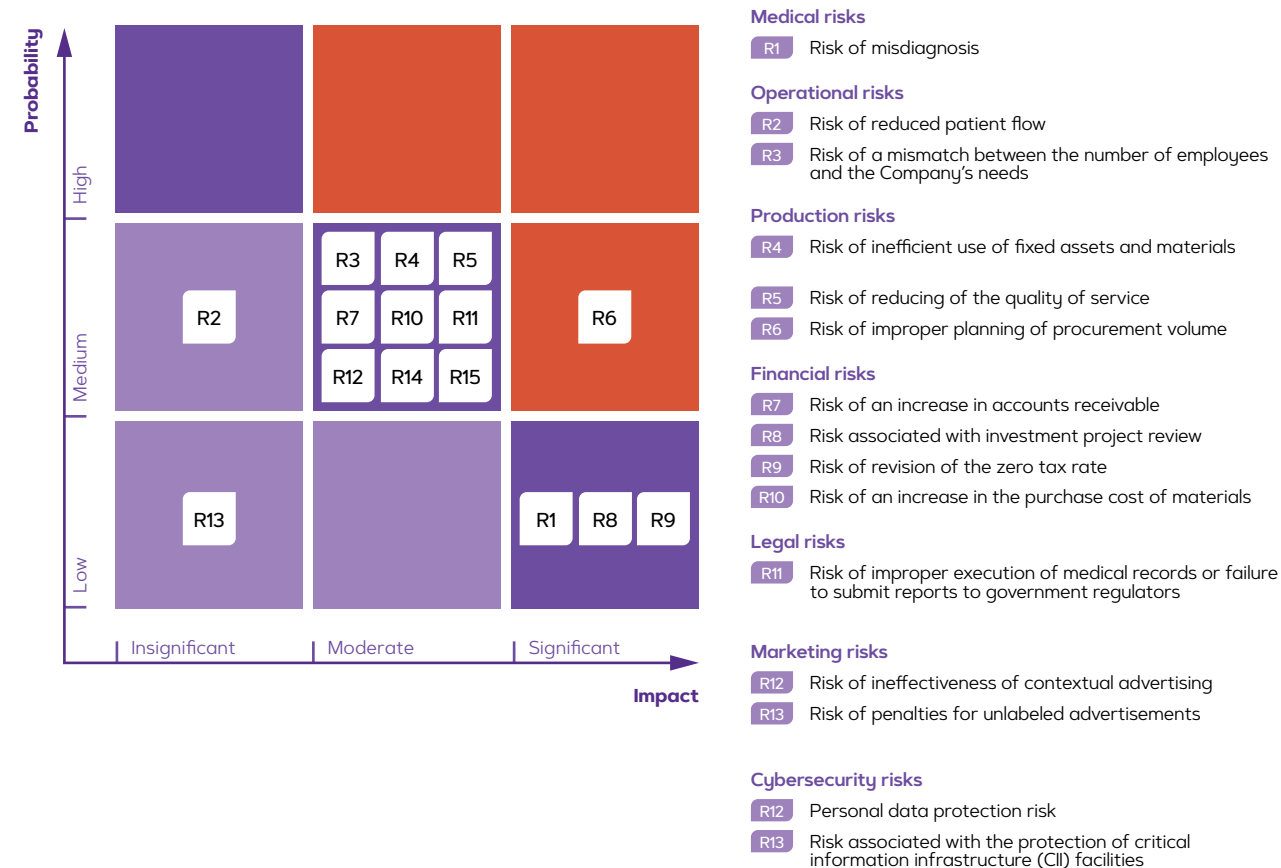 Probability
High
Medium
Low
R3 R4 R5
R2
R7 R10 R11
R6
R12 R14 R15
R13
R1 R8 R9
Insignificant
Moderate
Significant
Impact
Medical risks
R1 Risk of misdiagnosis
Operational risks
R2 Risk of reduced patient flow
R3 Risk of a mismatch between the number of employees
and the Company's needs
Production risks
R4 Risk of inefficient use of fixed assets and materials
R5 Risk of reducing of the quality of service
R6 Risk of improper planning of procurement volume
Financial risks
R7 Risk of an increase in accounts receivable
R8 Risk associated with investment project review
R9 Risk of revision of the zero tax rate
R10 Risk of an increase in the purchase cost of materials
Legal risks
R11 Risk of improper execution of medical records or failure
to submit reports to government regulators
Marketing risks
R12 Risk of ineffectiveness of contextual advertising
R13 Risk of penalties for unlabeled advertisements
Cybersecurity risks
R12 Personal data protection risk
R13 Risk associated with the protection of critical
information infrastructure (CII) facilities